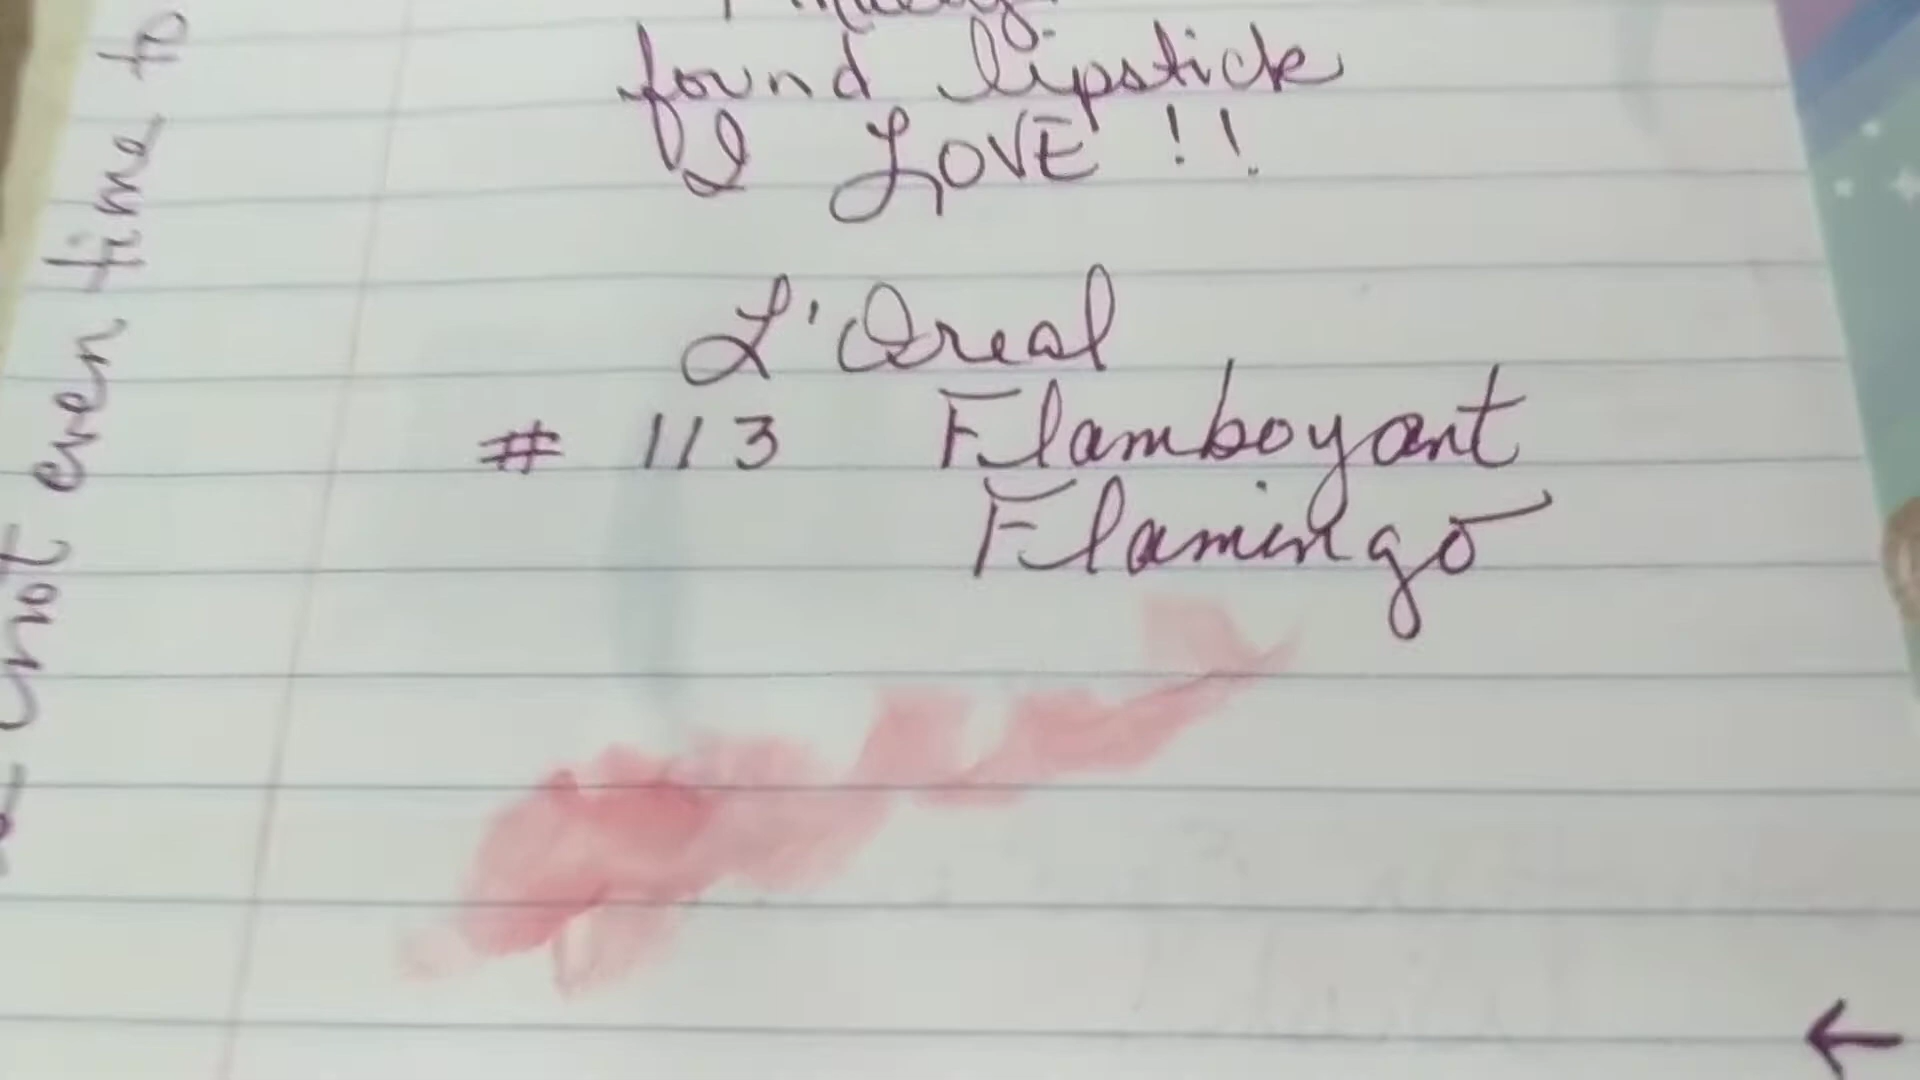 found lipstick
I LOVE!!
L'Oreal
# 113 Flamboyant
Flamingo
not even time to